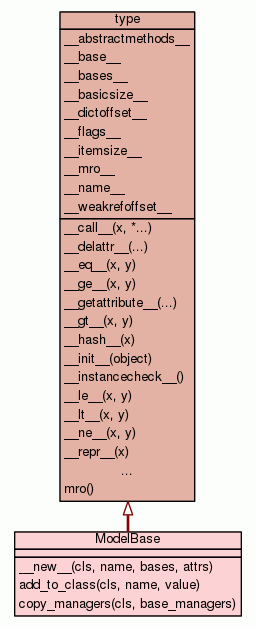 type
__abstractmethods__
__base__
__bases__
__basicsize__
__dictoffset__
__flags__
__itemsize__
__mro__
__name__
__weakrefoffset__
__call__(x, *...)
__delattr__(...)
__eq__(x, y)
__ge__(x, y)
__getattribute__(...)
__gt__(x, y)
__hash__(x)
__init__(object)
__instancecheck__()
__le__(x, y)
__lt__(x, y)
__ne__(x, y)
__repr__(x)
...
mro()
ModelBase
__new__(cls, name, bases, attrs)
add_to_class(cls, name, value)
copy_managers(cls, base_managers)